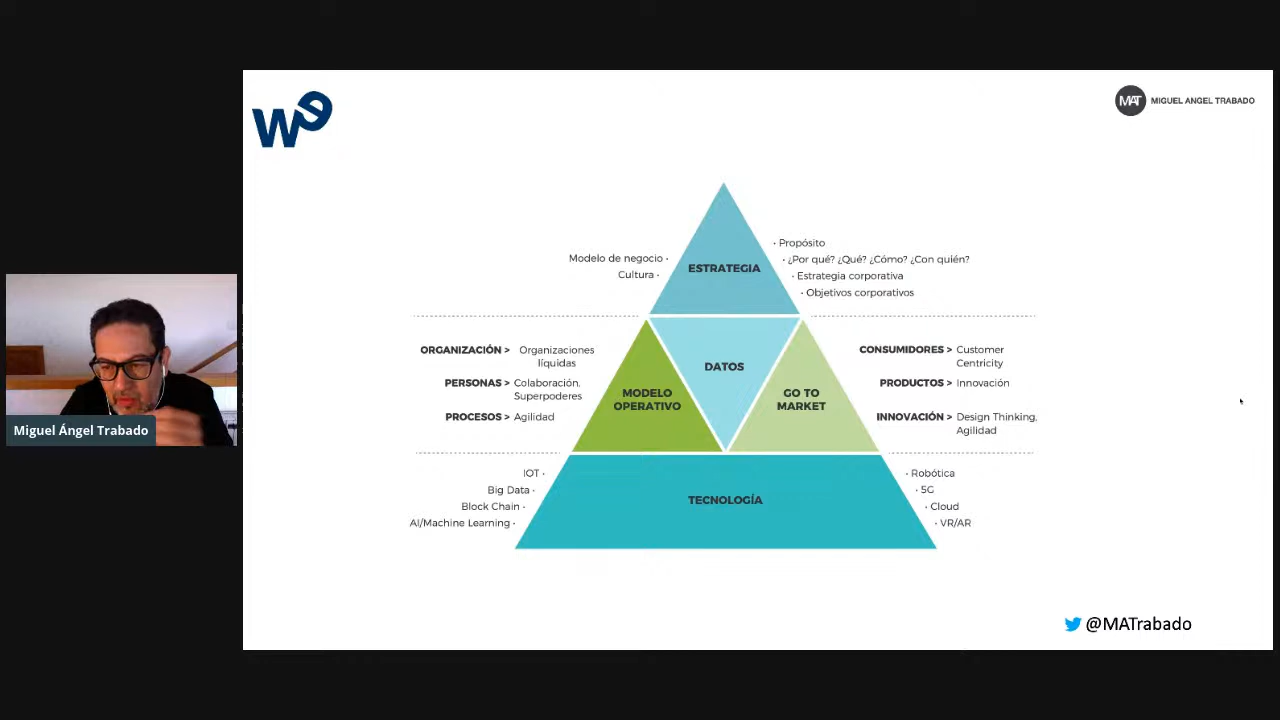 we
MAT MIGUEL ANGEL TRABADO
Modelo de negocio •
Cultura •
ESTRATEGIA
• Propósito
• ¿Por qué? ¿Qué? ¿Cómo? ¿Con quién?
• Estrategia corporativa
• Objetivos corporativos
ORGANIZACIÓN > Organizaciones
líquidas
PERSONAS > Colaboración,
Superpoderes
PROCESOS > Agilidad
MODELO
OPERATIVO
DATOS
GO TO
MARKET
CONSUMIDORES > Customer
Centricity
PRODUCTOS > Innovación
INNOVACIÓN > Design Thinking,
Agilidad
IOT •
Big Data •
Block Chain •
AI/Machine Learning •
TECNOLOGÍA
• Robótica
• 5G
• Cloud
• VR/AR
Miguel Ángel Trabado
@MATrabado